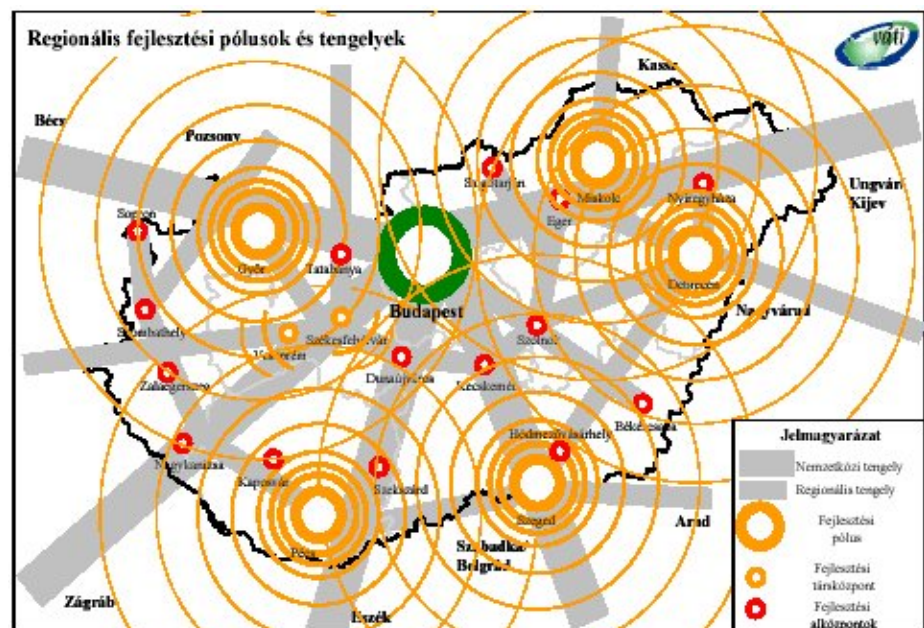 Regionális fejlesztési pólusok és tengelyek
váti
Kassa
Bécs
Pozsony
Ungvár
Kijev
Sopron
Salgótarján
Miskolc
Nyíregyháza
Eger
Győr
Tatabánya
Debrecen
Budapest
Nagyvárad
Szombathely
Veszprém
Székesfehérvár
Szolnok
Dunaújváros
Kecskemét
Zalaegerszeg
Békéscsaba
Hódmezővásárhely
Nagykanizsa
Kaposvár
Szekszárd
Pécs
Szeged
Arad
Szabadka
Belgrád
Zágráb
Eszék
Jelmagyarázat
Nemzetközi tengely
Regionális tengely
Fejlesztési
pólus
Fejlesztési
társközpont
Fejlesztési
alközpontok